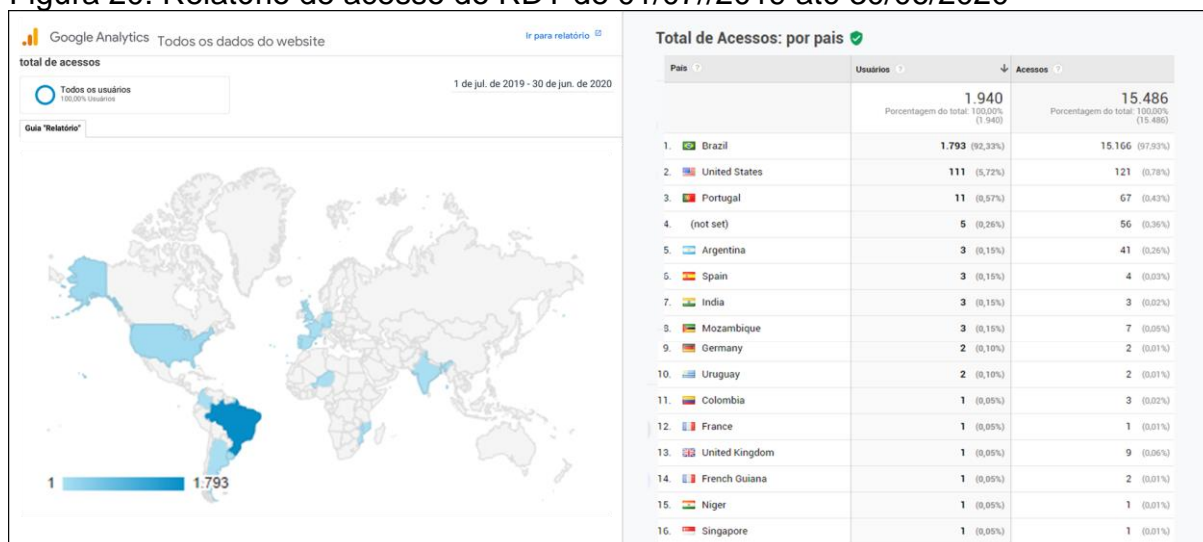 Figura 20: Relatório de acesso do RDT de 01/07//2019 até 30/06/2020
Google Analytics Todos os dados do website
Ir para relatório
total de acessos
Todos os usuários
100,00% Usuários
1 de jul. de 2019 - 30 de jun. de 2020
Guia "Relatório"
1 1.793
Total de Acessos: por pais
País Usuários Acessos
1.940 15.486
Porcentagem do total: 100,00% (1.940) Porcentagem do total: 100,00% (15.486)
1. Brazil 1.793 (92,33%) 15.166 (97,93%)
2. United States 111 (5,72%) 121 (0,78%)
3. Portugal 11 (0,57%) 67 (0,43%)
4. (not set) 5 (0,26%) 56 (0,36%)
5. Argentina 3 (0,15%) 41 (0,26%)
6. Spain 3 (0,15%) 4 (0,03%)
7. India 3 (0,15%) 3 (0,02%)
8. Mozambique 3 (0,15%) 7 (0,05%)
9. Germany 2 (0,10%) 2 (0,01%)
10. Uruguay 2 (0,10%) 2 (0,01%)
11. Colombia 1 (0,05%) 3 (0,02%)
12. France 1 (0,05%) 1 (0,01%)
13. United Kingdom 1 (0,05%) 9 (0,06%)
14. French Guiana 1 (0,05%) 2 (0,01%)
15. Niger 1 (0,05%) 1 (0,01%)
16. Singapore 1 (0,05%) 1 (0,01%)